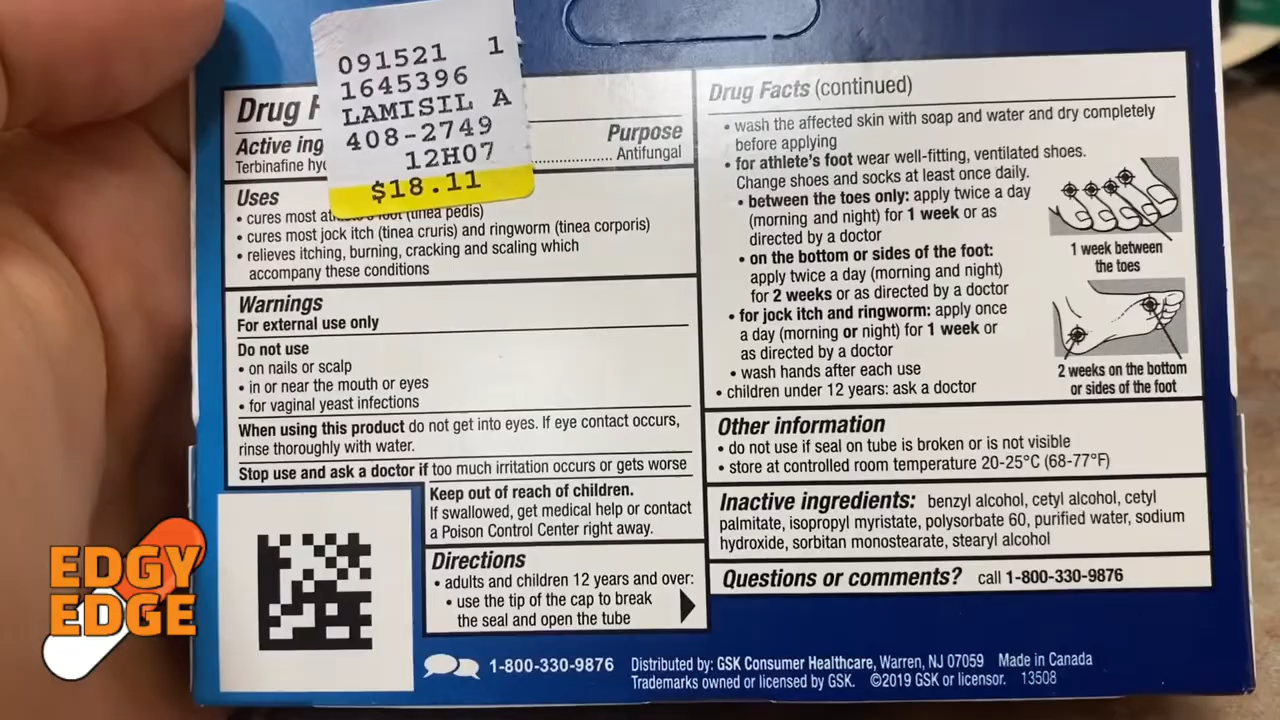 091521 1
1645396
LAMISIL A
408-2749
12H07
$18.11
Drug
Active ing
Purpose
Terbinafine
Antifungal
Uses
• cures most (tinea pedis)
• cures most jock itch (tinea cruris) and ringworm (tinea corporis)
• relieves itching, burning, cracking and scaling which
accompany these conditions
Warnings
For external use only
Do not use
• on nails or scalp
• in or near the mouth or eyes
• for vaginal yeast infections
When using this product do not get into eyes. If eye contact occurs,
rinse thoroughly with water.
Stop use and ask a doctor if too much irritation occurs or gets worse
Keep out of reach of children.
If swallowed, get medical help or contact
a Poison Control Center right away.
Directions
• adults and children 12 years and over:
• use the tip of the cap to break
the seal and open the tube
Drug Facts (continued)
• wash the affected skin with soap and water and dry completely
before applying
• for athlete's foot wear well-fitting, ventilated shoes.
Change shoes and socks at least once daily.
• between the toes only: apply twice a day
(morning and night) for 1 week or as
directed by a doctor
• on the bottom or sides of the foot:
apply twice a day (morning and night)
for 2 weeks or as directed by a doctor
• for jock itch and ringworm: apply once
a day (morning or night) for 1 week or
as directed by a doctor
• wash hands after each use
• children under 12 years: ask a doctor
1 week between
the toes
2 weeks on the bottom
or sides of the foot
Other information
• do not use if seal on tube is broken or is not visible
• store at controlled room temperature 20-25°C (68-77°F)
Inactive ingredients: benzyl alcohol, cetyl alcohol, cetyl
palmitate, isopropyl myristate, polysorbate 60, purified water, sodium
hydroxide, sorbitan monostearate, stearyl alcohol
Questions or comments? call 1-800-330-9876
1-800-330-9876
Distributed by: GSK Consumer Healthcare, Warren, NJ 07059 Made in Canada
Trademarks owned or licensed by GSK. ©2019 GSK or licensor. 13508
EDGY
EDGE